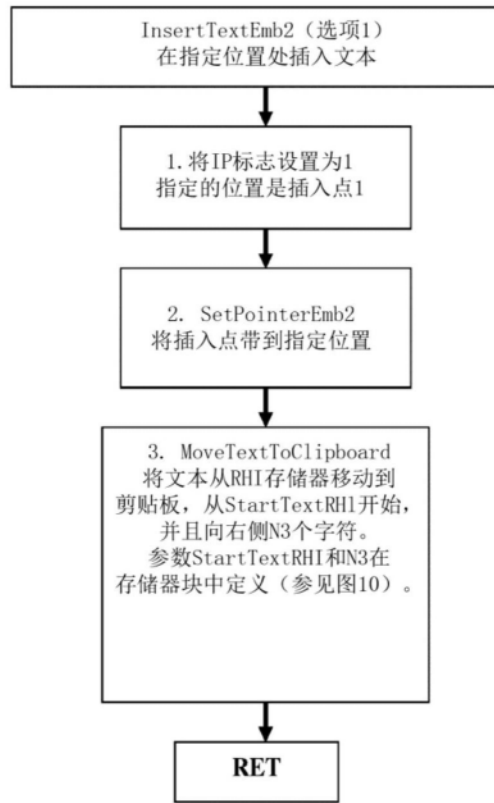 InsertTextEmb2（选项1）
在指定位置处插入文本
1.将IP标志设置为1
指定的位置是插入点1
2. SetPointerEmb2
将插入点带到指定位置
3. MoveTextToClipboard
将文本从RHI存储器移动到
剪贴板，从StartTextRHl开始，
并且向右侧N3个字符。
参数StartTextRHI和N3在
存储器块中定义（参见图10）。
RET